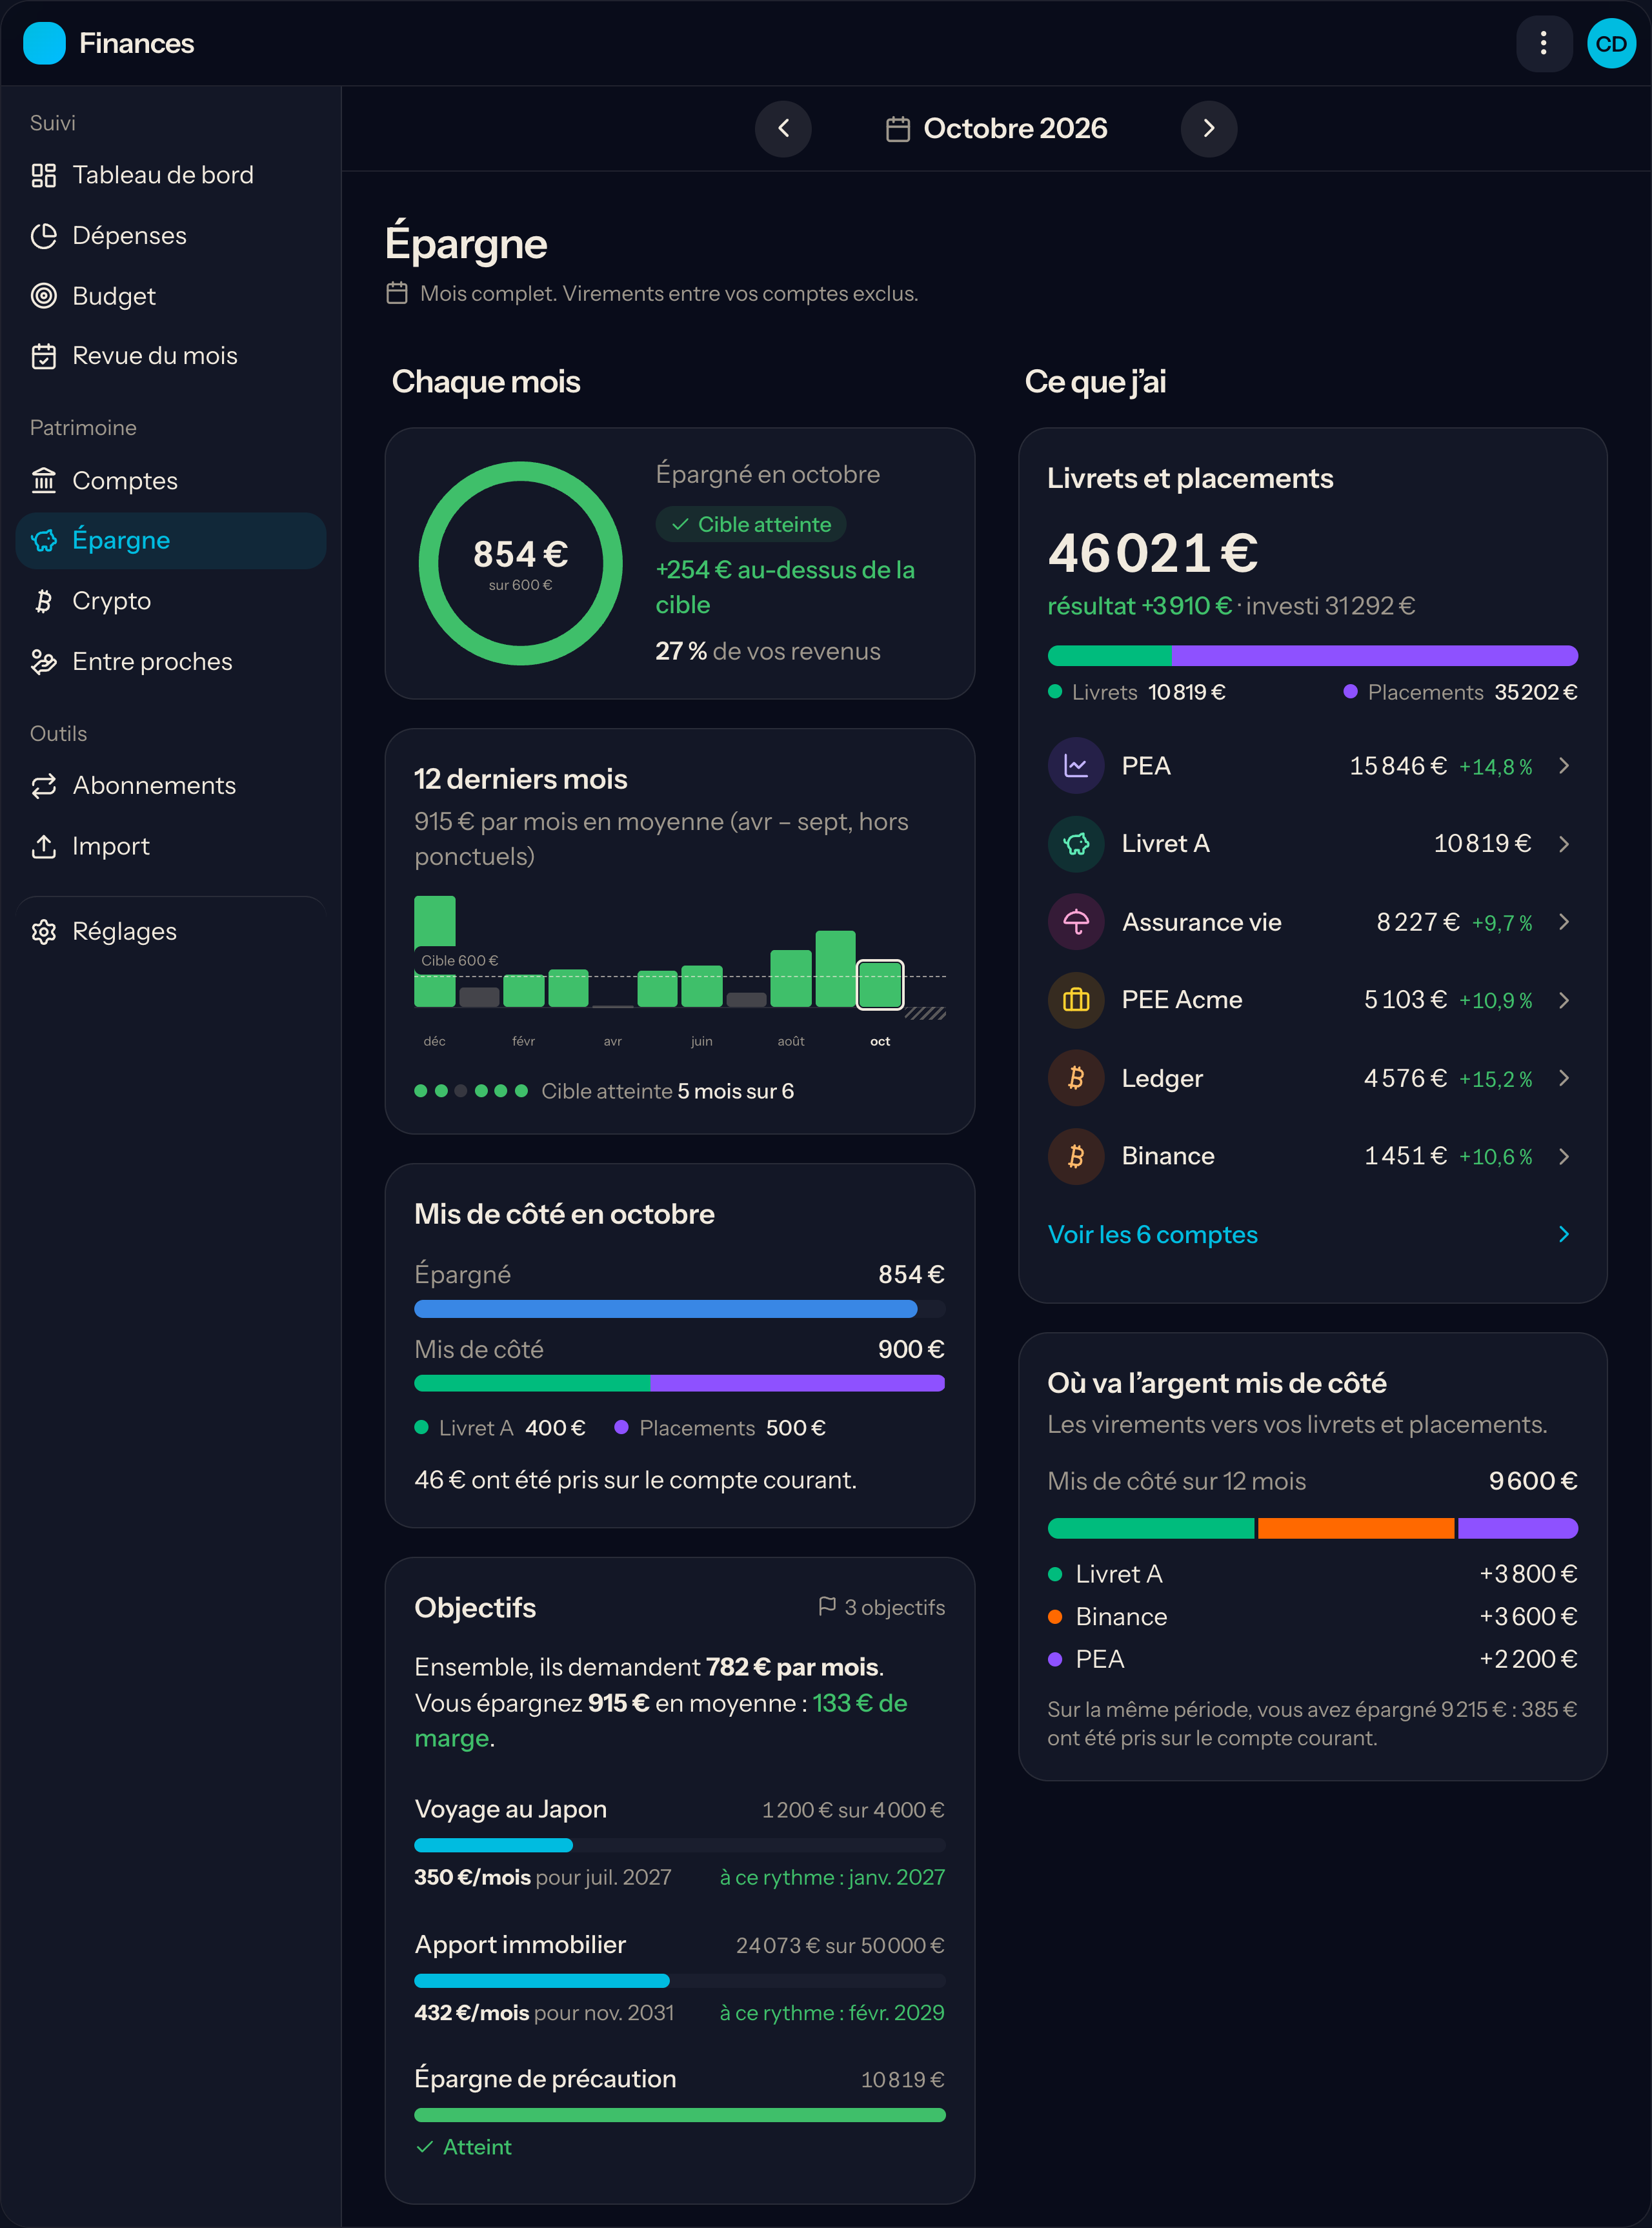 Finances
CD
Suivi
Tableau de bord
Dépenses
Budget
Revue du mois
Patrimoine
Comptes
Épargne
Crypto
Entre proches
Outils
Abonnements
Import
Réglages
Octobre 2026
Épargne
Mois complet. Virements entre vos comptes exclus.
Chaque mois
854 €
sur 600 €
Épargné en octobre
Cible atteinte
+254 € au-dessus de la
cible
27 % de vos revenus
12 derniers mois
915 € par mois en moyenne (avr – sept, hors
ponctuels)
Cible 600 €
déc févr avr juin août oct
Cible atteinte 5 mois sur 6
Mis de côté en octobre
Épargné 854 €
Mis de côté 900 €
Livret A 400 € Placements 500 €
46 € ont été pris sur le compte courant.
Objectifs 3 objectifs
Ensemble, ils demandent 782 € par mois.
Vous épargnez 915 € en moyenne : 133 € de
marge.
Voyage au Japon 1 200 € sur 4 000 €
350 €/mois pour juil. 2027 à ce rythme : janv. 2027
Apport immobilier 24 073 € sur 50 000 €
432 €/mois pour nov. 2031 à ce rythme : févr. 2029
Épargne de précaution 10 819 €
Atteint
Ce que j’ai
Livrets et placements
46 021 €
résultat +3 910 € · investi 31 292 €
Livrets 10 819 € Placements 35 202 €
PEA 15 846 € +14,8 %
Livret A 10 819 €
Assurance vie 8 227 € +9,7 %
PEE Acme 5 103 € +10,9 %
Ledger 4 576 € +15,2 %
Binance 1 451 € +10,6 %
Voir les 6 comptes
Où va l’argent mis de côté
Les virements vers vos livrets et placements.
Mis de côté sur 12 mois 9 600 €
Livret A +3 800 €
Binance +3 600 €
PEA +2 200 €
Sur la même période, vous avez épargné 9 215 € : 385 €
ont été pris sur le compte courant.